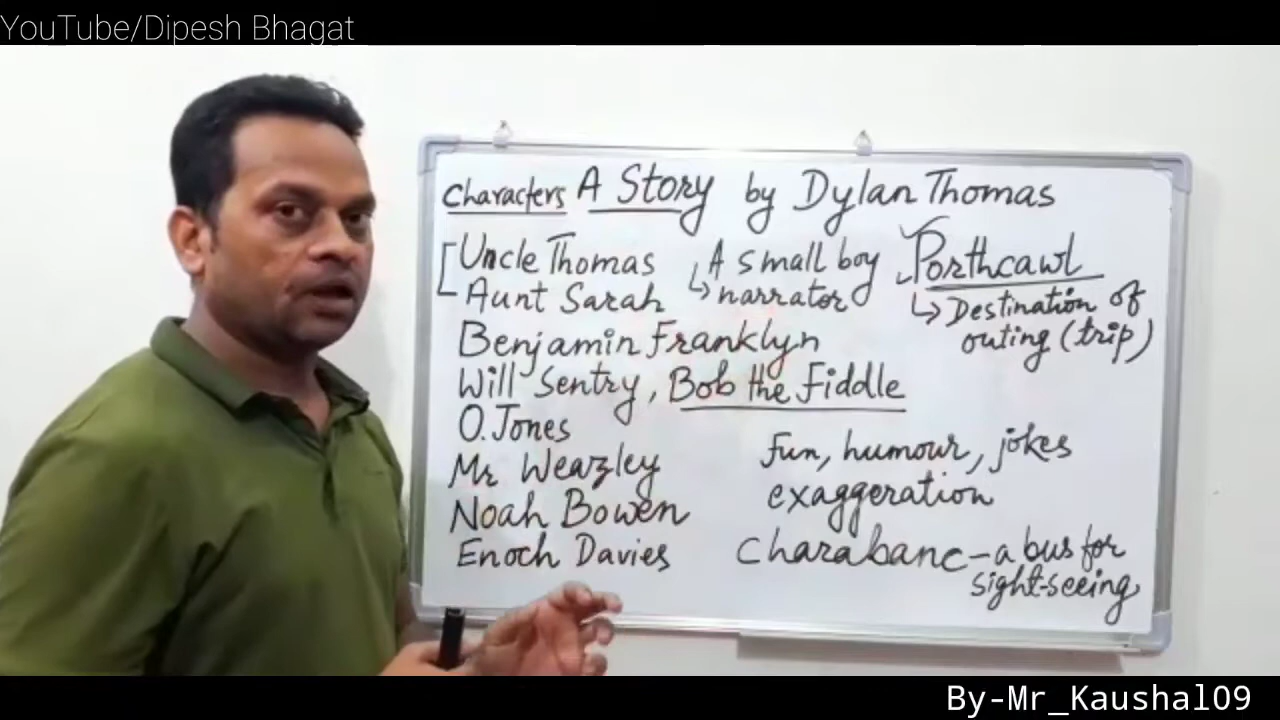 YouTube/Dipesh Bhagat
Characters A Story by Dylan Thomas
Uncle Thomas
Aunt Sarah
A small boy
narrator
Porthcawl
Destination of
outing (trip)
Benjamin Franklyn
Will Sentry, Bob the Fiddle
O. Jones
Mr Weazley
Noah Bowen
Enoch Davies
Fun, humour, jokes
exaggeration
Charabanc - a bus for
sight-seeing
By-Mr_Kaushal09